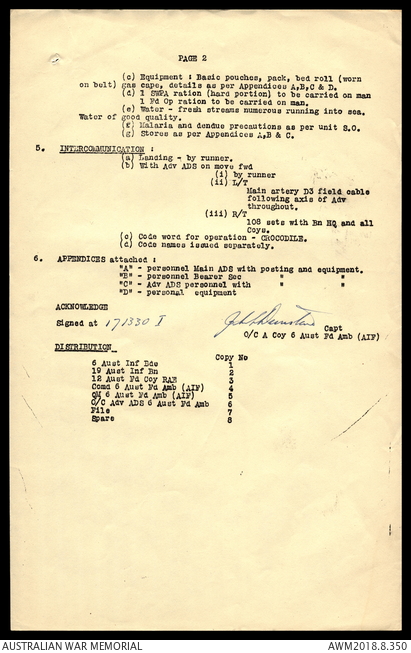 PAGE 2
(c) Equipment : Basic pouches, pack, bed roll (worn
on belt) gas cape, details as per Appendices A,B,C & D.
(d) 1 SWPA ration (hard portion) to be carried on man
1 Fd Op ration to be carried on man.
(e) Water - fresh streams numerous running into sea.
Water of good quality.
(f) Malaria and dendue precautions as per unit S.O.
(g) Stores as per Appendices A,B & C.
5. INTERCOMMUNICATION :
(a) Landing - by runner.
(b) With Adv ADS on move fwd
(i) by runner
(ii) L/T
Main artery D3 field cable
following axis of Adv
throughout.
(iii) R/T
108 sets with Bn HQ and all
Coys.
(c) Code word for operation - CROCODILE.
(d) Code names issued separately.
6. APPENDICES attached :
"A" - personnel Main ADS with posting and equipment.
"B" - personnel Bearer Sec " "
"C" - Adv ADS personnel with " "
"D" - personal equipment
ACKNOWLEDGE
Signed at 171330 I
Capt
O/C A Coy 6 Aust Fd Amb (AIF)
DISTRIBUTION
Copy No
6 Aust Inf Bde 1
19 Aust Inf Bn 2
12 Aust Fd Coy RAE 3
Comd 6 Aust Fd Amb (AIF) 4
QM 6 Aust Fd Amb (AIF) 5
O/C Adv ADS 6 Aust Fd Amb 6
File 7
Spare 8
AUSTRALIAN WAR MEMORIAL
AWM2018.8.350